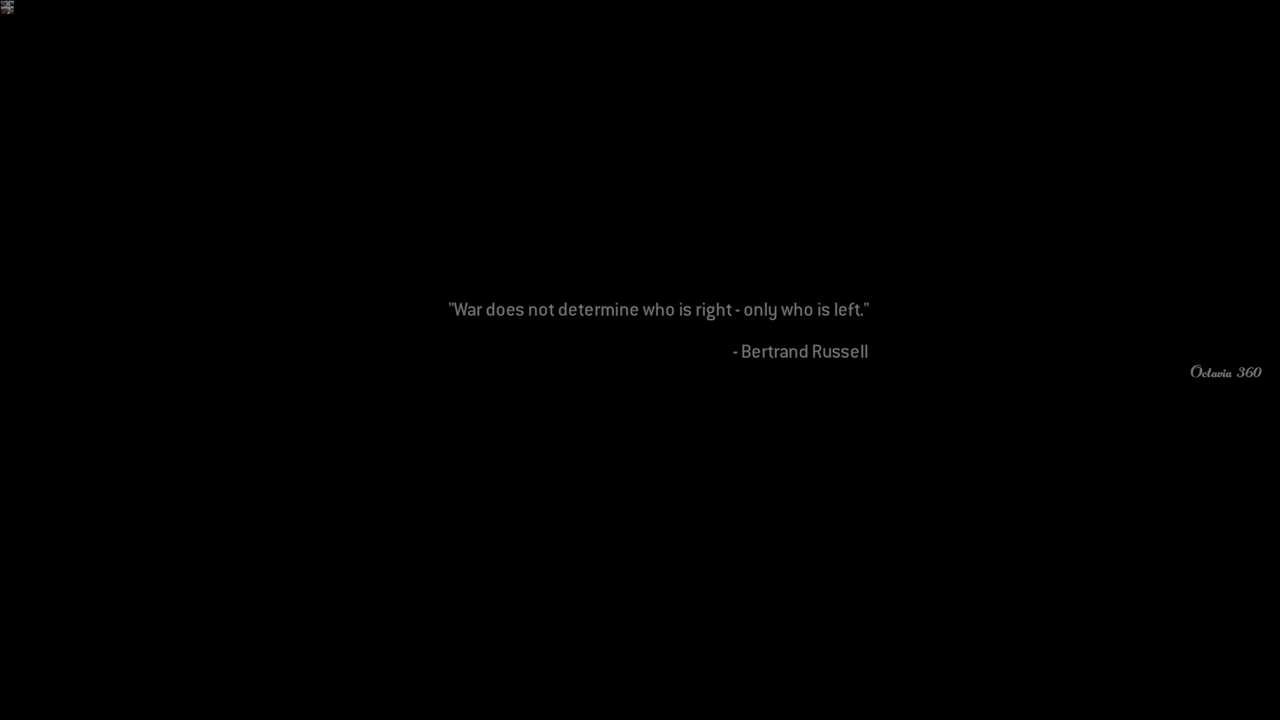 "War does not determine who is right - only who is left."
- Bertrand Russell
Octavia 360